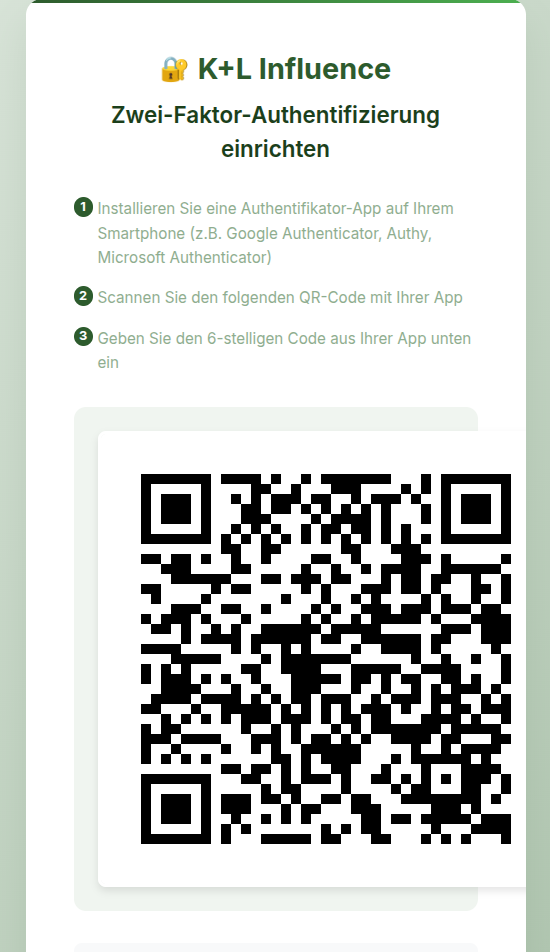 🔐 K+L Influence
Zwei-Faktor-Authentifizierung
einrichten
1 Installieren Sie eine Authentifikator-App auf Ihrem
Smartphone (z.B. Google Authenticator, Authy,
Microsoft Authenticator)
2 Scannen Sie den folgenden QR-Code mit Ihrer App
3 Geben Sie den 6-stelligen Code aus Ihrer App unten
ein